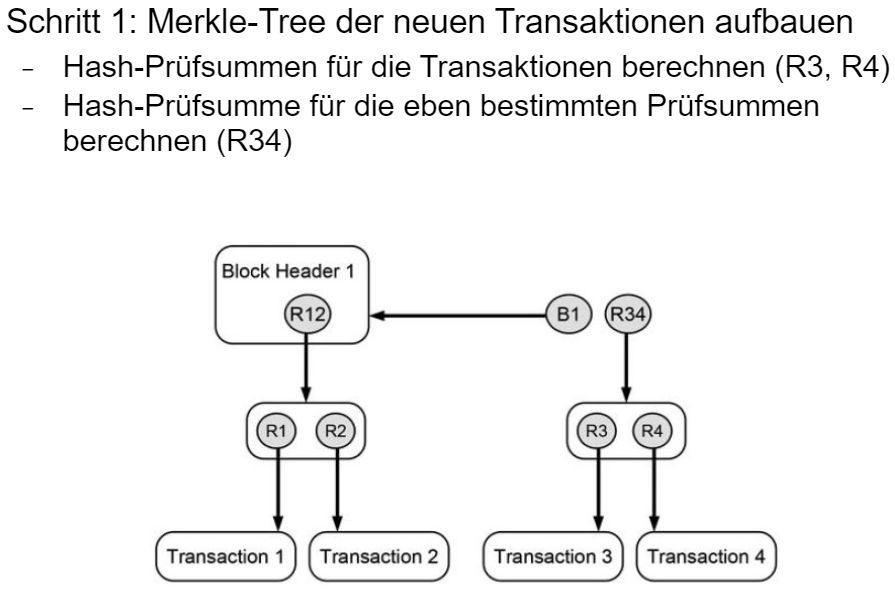 Schritt 1: Merkle-Tree der neuen Transaktionen aufbauen
- Hash-Prüfsummen für die Transaktionen berechnen (R3, R4)
- Hash-Prüfsumme für die eben bestimmten Prüfsummen
berechnen (R34)
Block Header 1
R12
B1
R34
R1
R2
R3
R4
Transaction 1
Transaction 2
Transaction 3
Transaction 4